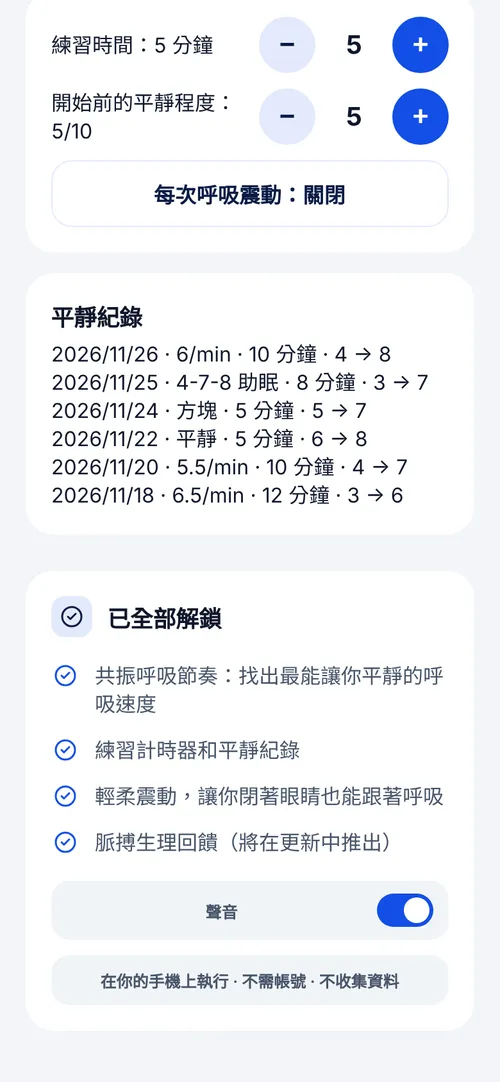 練習時間：5 分鐘
− 5 +
開始前的平靜程度：
5/10
− 5 +
每次呼吸震動：關閉
平靜紀錄
2026/11/26 · 6/min · 10 分鐘 · 4 → 8
2026/11/25 · 4-7-8 助眠 · 8 分鐘 · 3 → 7
2026/11/24 · 方塊 · 5 分鐘 · 5 → 7
2026/11/22 · 平靜 · 5 分鐘 · 6 → 8
2026/11/20 · 5.5/min · 10 分鐘 · 4 → 7
2026/11/18 · 6.5/min · 12 分鐘 · 3 → 6
已全部解鎖
共振呼吸節奏：找出最能讓你平靜的呼
吸速度
練習計時器和平靜紀錄
輕柔震動，讓你閉著眼睛也能跟著呼吸
脈搏生理回饋（將在更新中推出）
聲音
在你的手機上執行 · 不需帳號 · 不收集資料